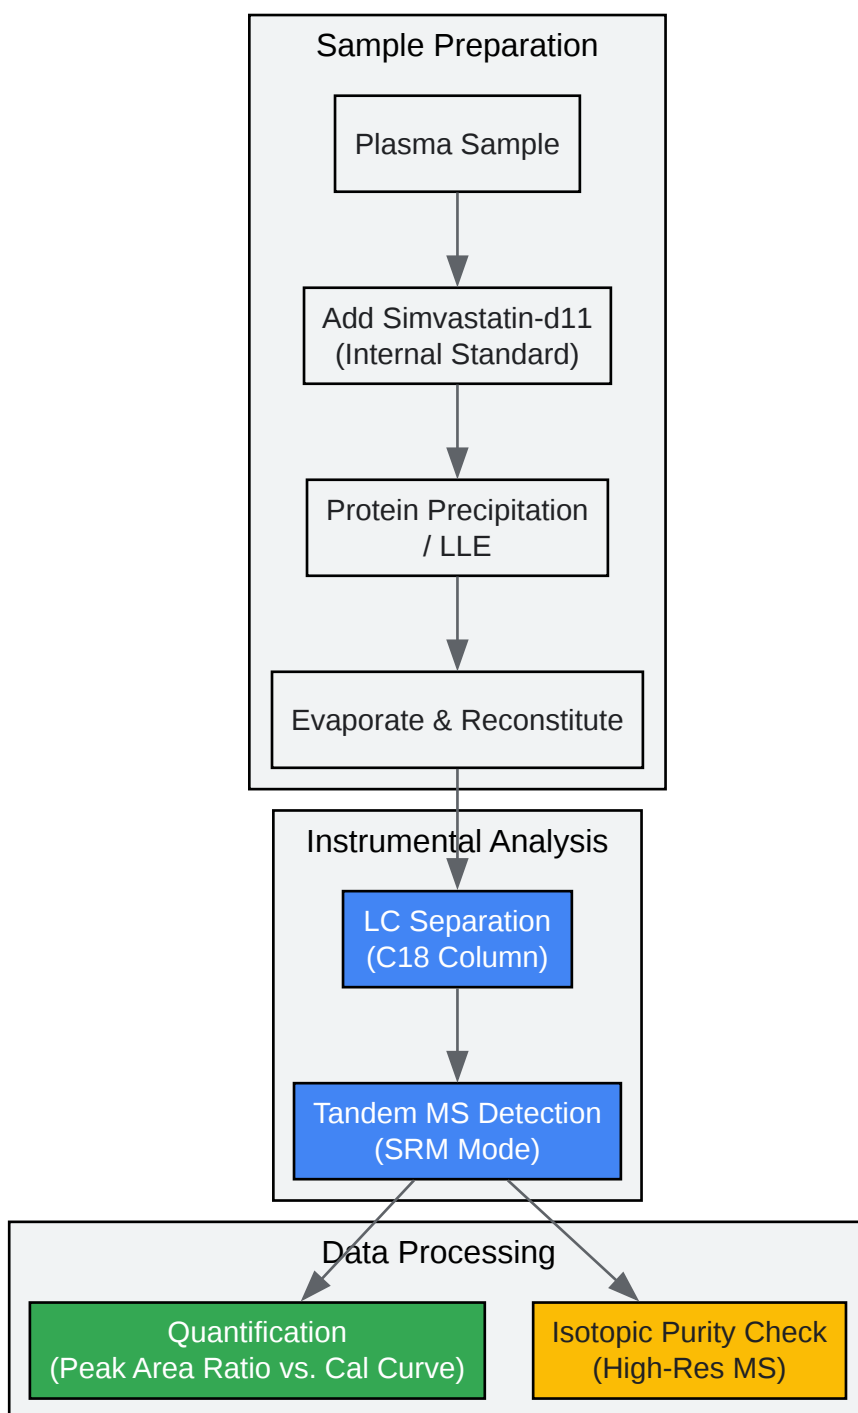 Sample Preparation
Plasma Sample
Add Simvastatin-d11
(Internal Standard)
Protein Precipitation
/ LLE
Evaporate & Reconstitute
Instrumental Analysis
LC Separation
(C18 Column)
Tandem MS Detection
(SRM Mode)
Data Processing
Quantification
(Peak Area Ratio vs. Cal Curve)
Isotopic Purity Check
(High-Res MS)